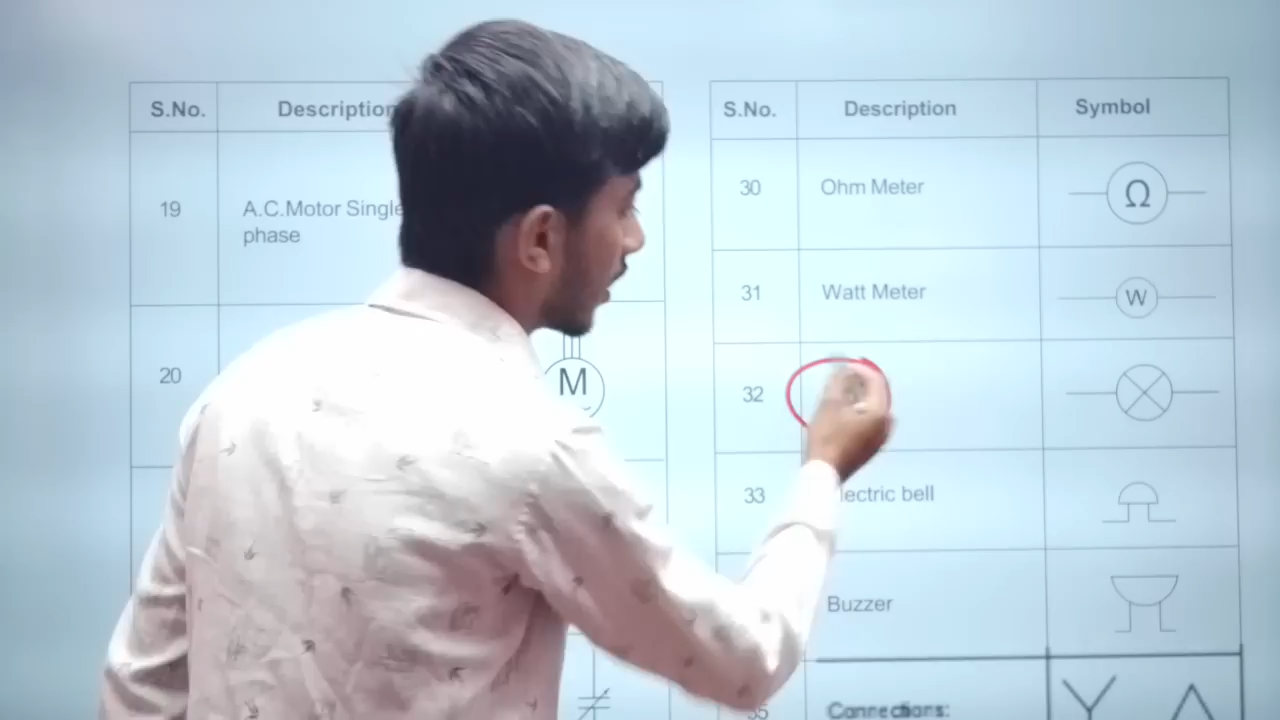 S.No. Description
19 A.C.Motor Single
phase
20 M
S.No. Description Symbol
30 Ohm Meter Ω
31 Watt Meter W
32
33 lectric bell
Buzzer
35 Connections: